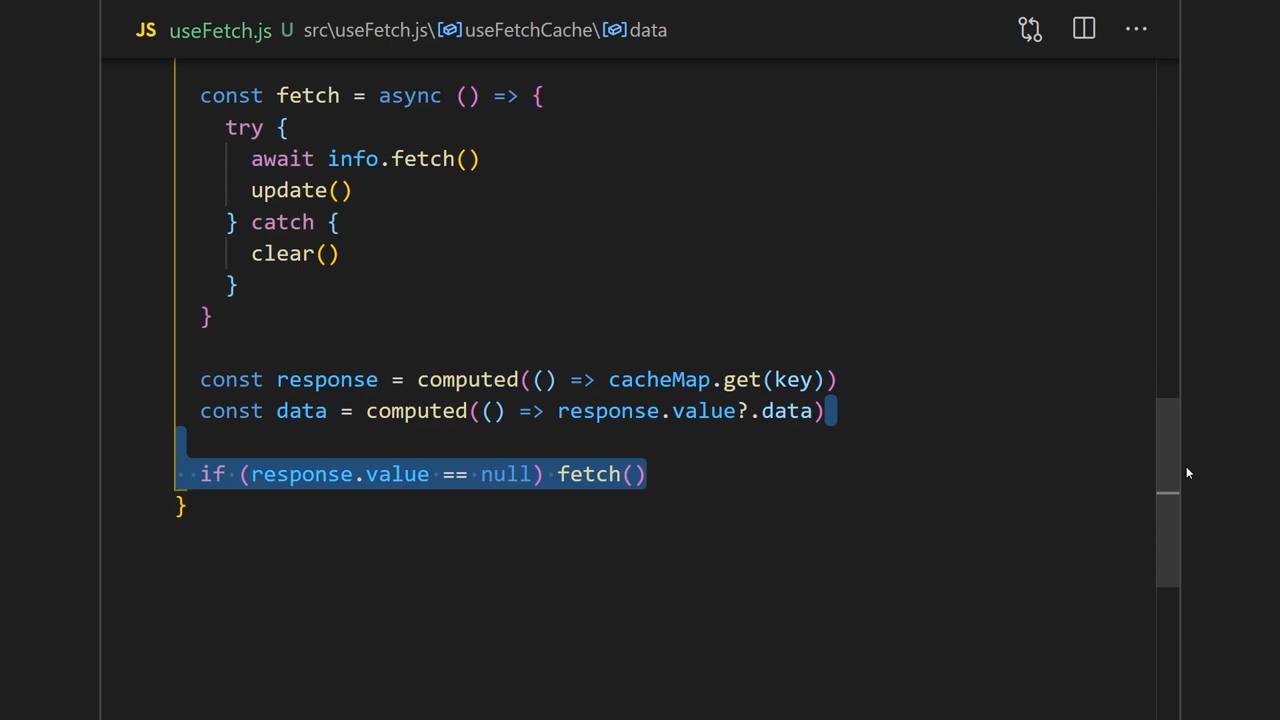 JS useFetch.js U src\useFetch.js\useFetchCache\data
const fetch = async () => {
try {
await info.fetch()
update()
} catch {
clear()
}
}
const response = computed(() => cacheMap.get(key))
const data = computed(() => response.value?.data)
if (response.value == null) fetch()
}